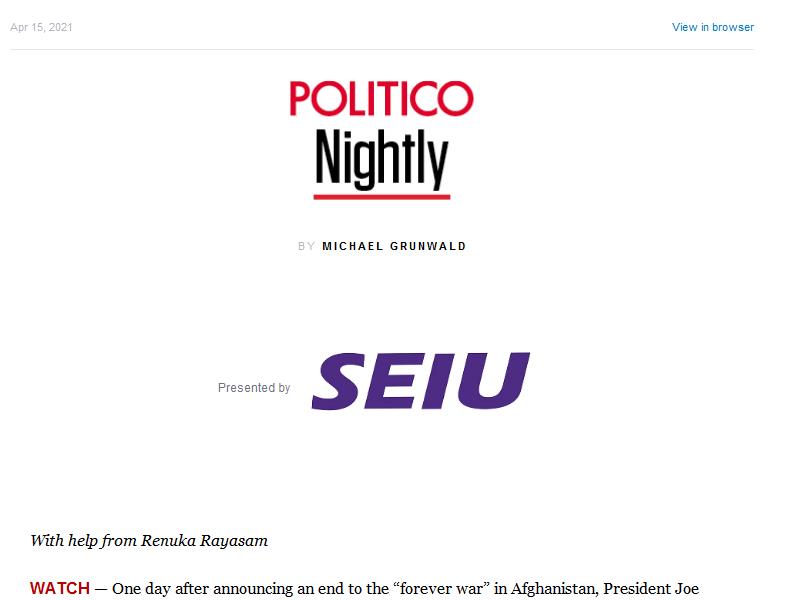 Apr 15, 2021
View in browser
POLITICO
Nightly
BY MICHAEL GRUNWALD
Presented by SEIU
With help from Renuka Rayasam
WATCH — One day after announcing an end to the “forever war” in Afghanistan, President Joe